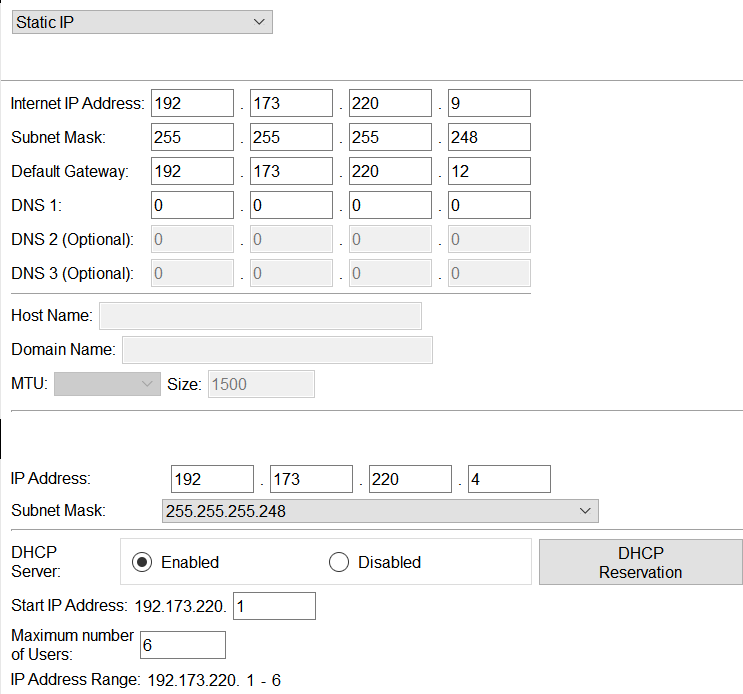 Static IP
Internet IP Address: 192 . 173 . 220 . 9
Subnet Mask: 255 . 255 . 255 . 248
Default Gateway: 192 . 173 . 220 . 12
DNS 1: 0 . 0 . 0 . 0
DNS 2 (Optional): 0 . 0 . 0 . 0
DNS 3 (Optional): 0 . 0 . 0 . 0
Host Name:
Domain Name:
MTU: Size: 1500
IP Address: 192 . 173 . 220 . 4
Subnet Mask: 255.255.255.248
DHCP
Server: Enabled Disabled
DHCP
Reservation
Start IP Address: 192.173.220. 1
Maximum number
of Users: 6
IP Address Range: 192.173.220. 1 - 6